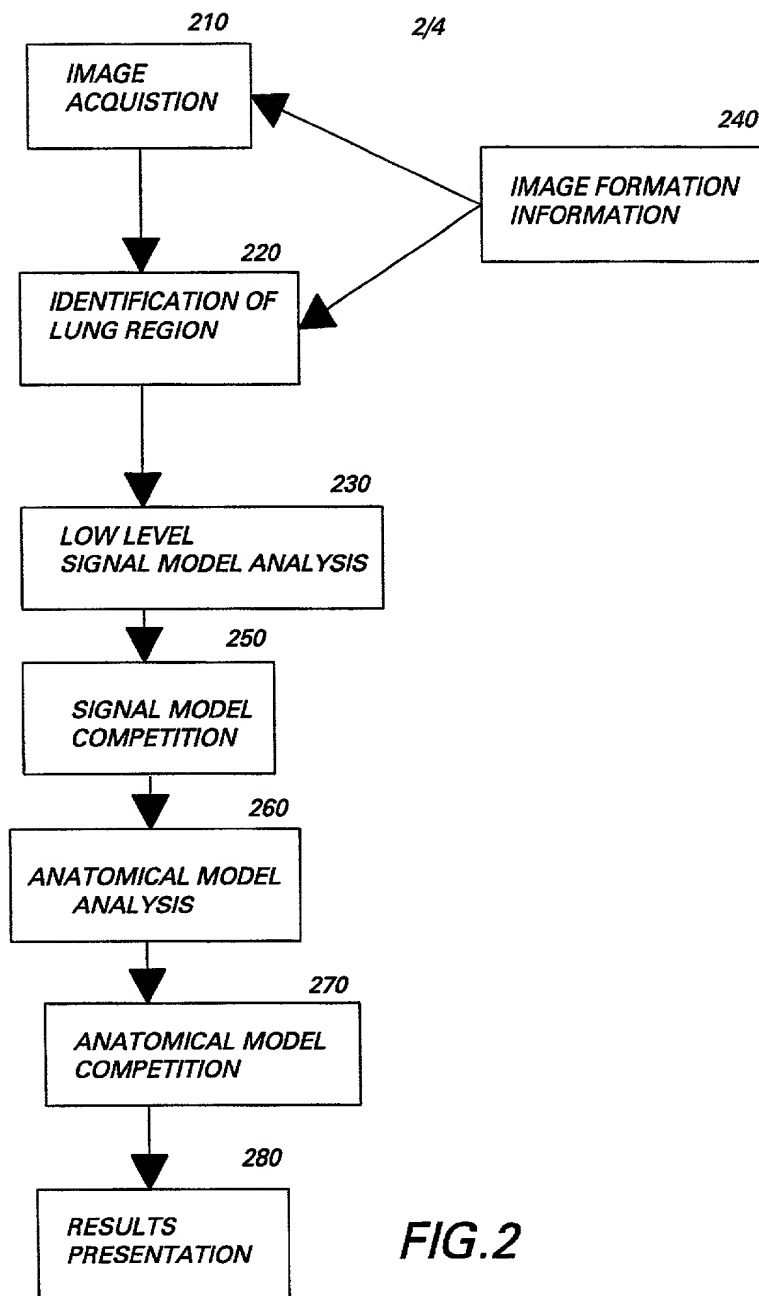 210
2/4
IMAGE
ACQUISTION
240
IMAGE FORMATION
INFORMATION
220
IDENTIFICATION OF
LUNG REGION
230
LOW LEVEL
SIGNAL MODEL ANALYSIS
250
SIGNAL MODEL
COMPETITION
260
ANATOMICAL MODEL
ANALYSIS
270
ANATOMICAL MODEL
COMPETITION
280
RESULTS
PRESENTATION
FIG.2